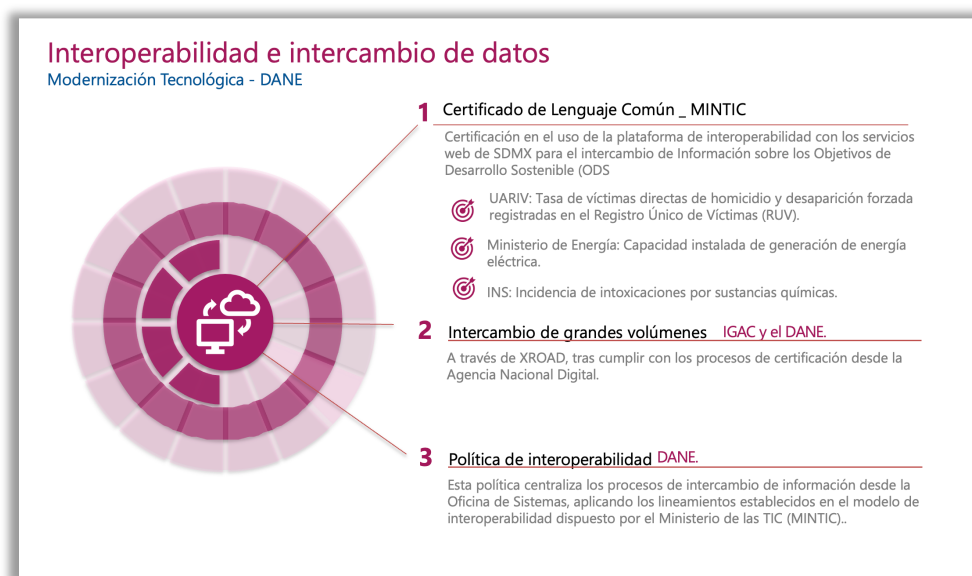 Interoperabilidad e intercambio de datos
Modernización Tecnológica - DANE
1 Certificado de Lenguaje Común _ MINTIC
Certificación en el uso de la plataforma de interoperabilidad con los servicios
web de SDMX para el intercambio de Información sobre los Objetivos de
Desarrollo Sostenible (ODS
UARIV: Tasa de víctimas directas de homicidio y desaparición forzada
registradas en el Registro Único de Víctimas (RUV).
Ministerio de Energía: Capacidad instalada de generación de energía
eléctrica.
INS: Incidencia de intoxicaciones por sustancias químicas.
2 Intercambio de grandes volúmenes IGAC y el DANE.
A través de XROAD, tras cumplir con los procesos de certificación desde la
Agencia Nacional Digital.
3 Política de interoperabilidad DANE.
Esta política centraliza los procesos de intercambio de información desde la
Oficina de Sistemas, aplicando los lineamientos establecidos en el modelo de
interoperabilidad dispuesto por el Ministerio de las TIC (MINTIC)..